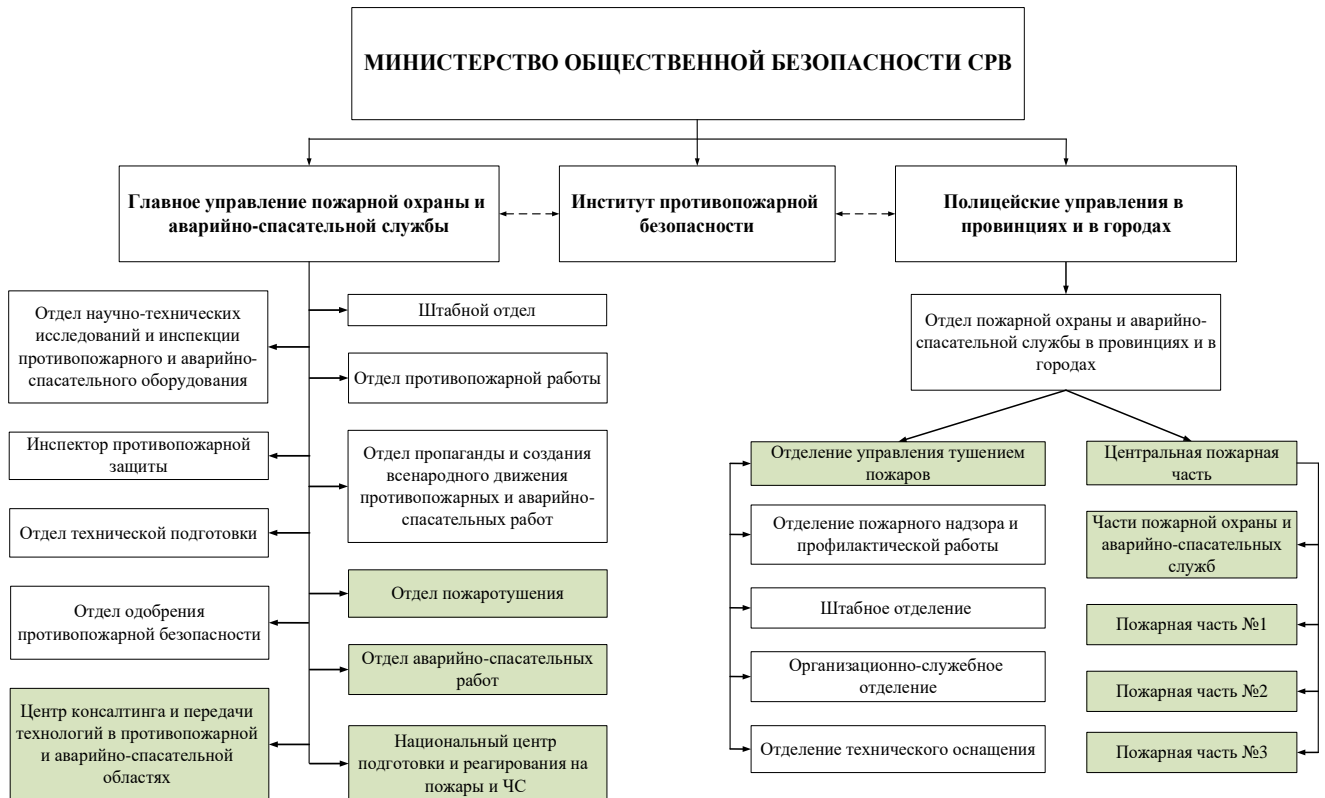 МИНИСТЕРСТВО ОБЩЕСТВЕННОЙ БЕЗОПАСНОСТИ СРВ
Главное управление пожарной охраны и
аварийно-спасательной службы
Институт противопожарной
безопасности
Полицейские управления в
провинциях и в городах
Отдел научно-технических
исследований и инспекции
противопожарного и аварийно-
спасательного оборудования
Инспектор противопожарной
защиты
Отдел технической подготовки
Отдел одобрения
противопожарной безопасности
Центр консалтинга и передачи
технологий в противопожарной
и аварийно-спасательной
областях
Штабной отдел
Отдел противопожарной работы
Отдел пропаганды и создания
всенародного движения
противопожарных и аварийно-
спасательных работ
Отдел пожаротушения
Отдел аварийно-спасательных
работ
Национальный центр
подготовки и реагирования на
пожары и ЧС
Отдел пожарной охраны и аварийно-
спасательной службы в провинциях и в
городах
Отделение управления тушением
пожаров
Отделение пожарного надзора и
профилактической работы
Штабное отделение
Организационно-служебное
отделение
Отделение технического оснащения
Центральная пожарная
часть
Части пожарной охраны и
аварийно-спасательных
служб
Пожарная часть №1
Пожарная часть №2
Пожарная часть №3